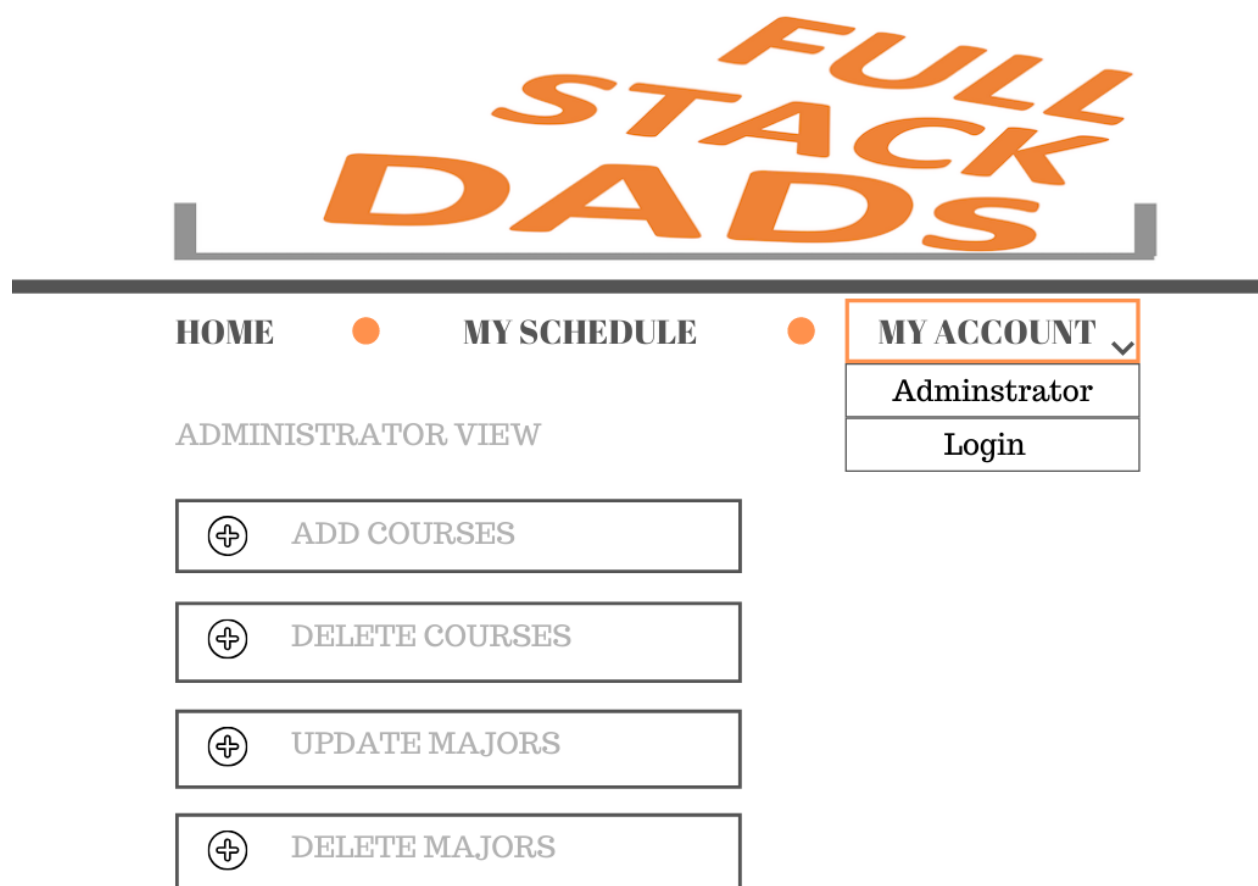 FULL
STACK
DADS
HOME MY SCHEDULE MY ACCOUNT
Adminstrator
Login
ADMINISTRATOR VIEW
ADD COURSES
DELETE COURSES
UPDATE MAJORS
DELETE MAJORS